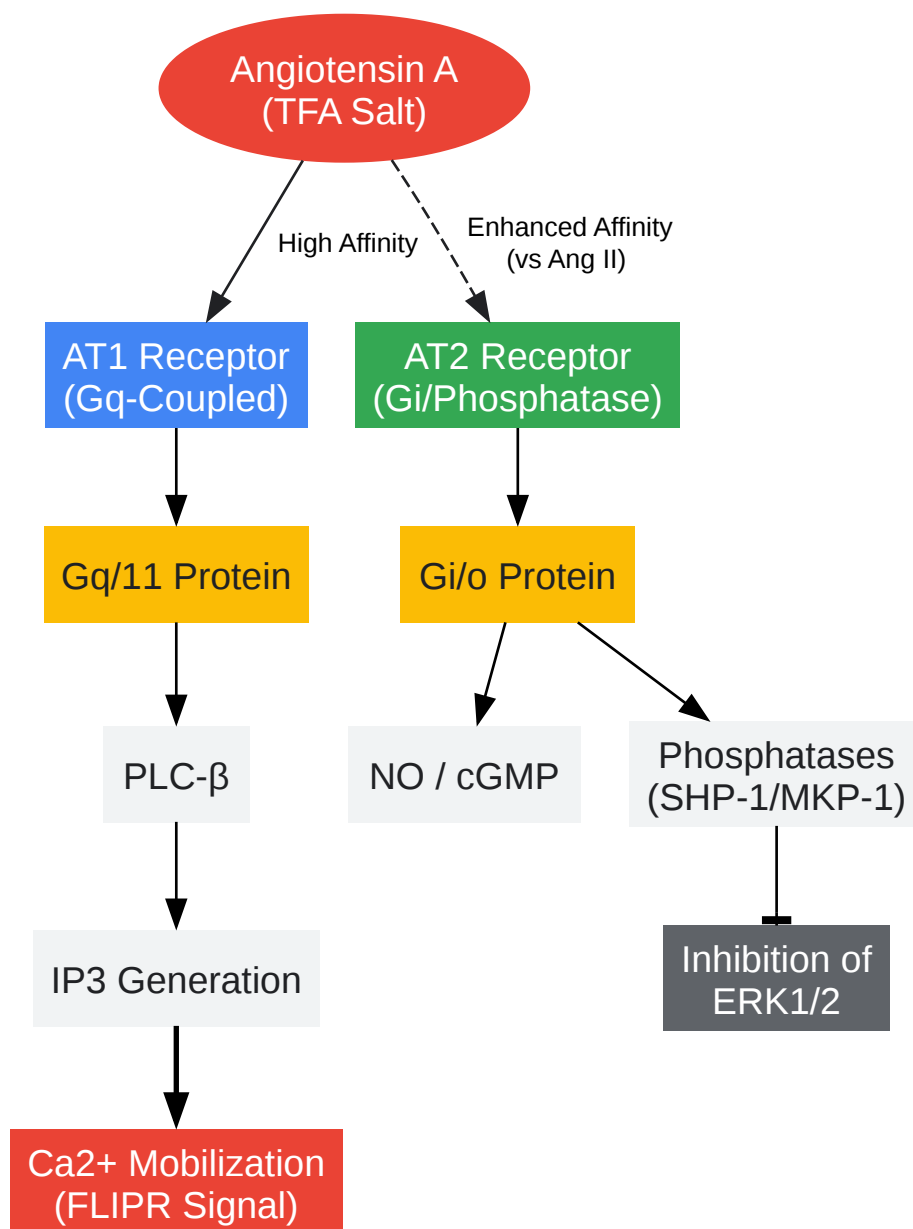 Angiotensin A
(TFA Salt)
High Affinity
Enhanced Affinity
(vs Ang II)
AT1 Receptor
(Gq-Coupled)
AT2 Receptor
(Gi/Phosphatase)
Gq/11 Protein
Gi/o Protein
PLC-β
NO / cGMP
Phosphatases
(SHP-1/MKP-1)
IP3 Generation
Inhibition of
ERK1/2
Ca2+ Mobilization
(FLIPR Signal)